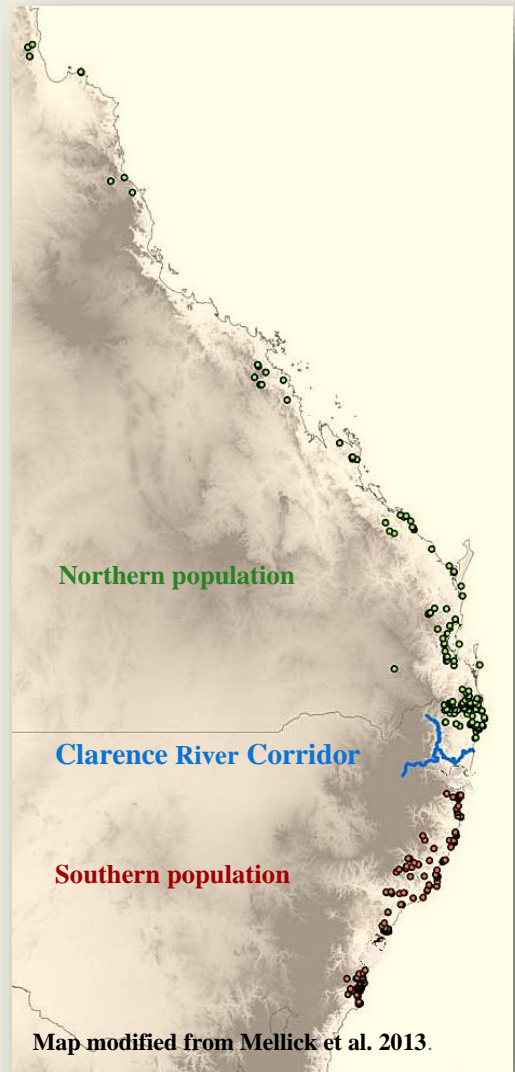 Northern population
Clarence River Corridor
Southern population
Map modified from Mellick et al. 2013.